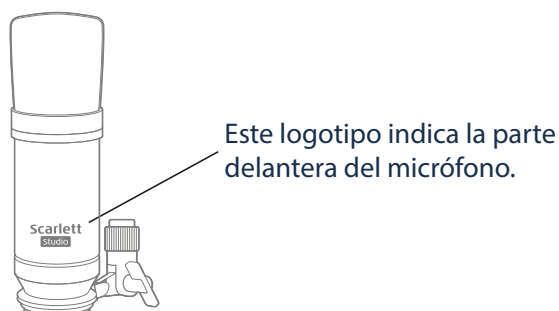 Este logotipo indica la parte
delantera del micrófono.
Scarlett
Studio